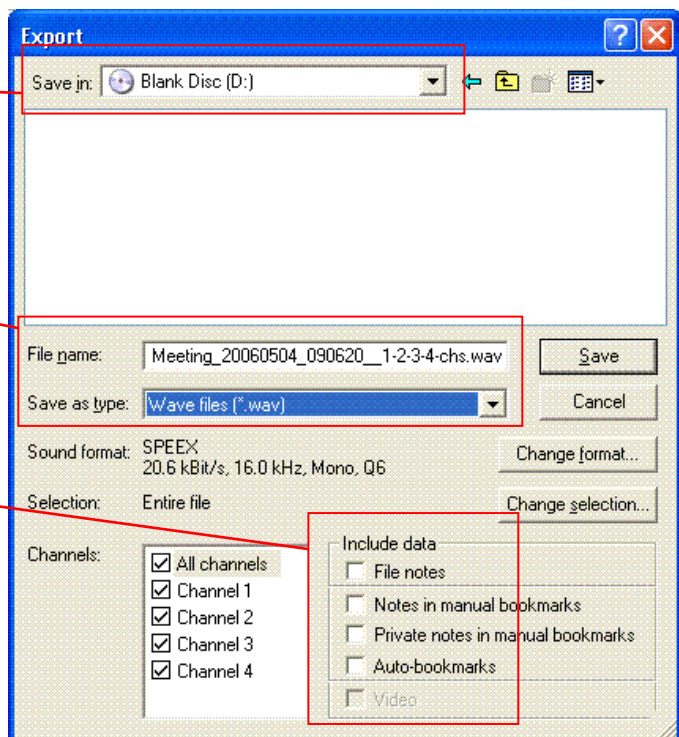 Export
Save in: Blank Disc (D:)
File name: Meeting_20060504_090620__1-2-3-4-chs.wav Save
Save as type: Wave files (*.wav) Cancel
Sound format: SPEEX
20.6 kBit/s, 16.0 kHz, Mono, Q6
Change format...
Selection: Entire file Change selection...
Channels:
All channels
Channel 1
Channel 2
Channel 3
Channel 4
Include data
File notes
Notes in manual bookmarks
Private notes in manual bookmarks
Auto-bookmarks
Video